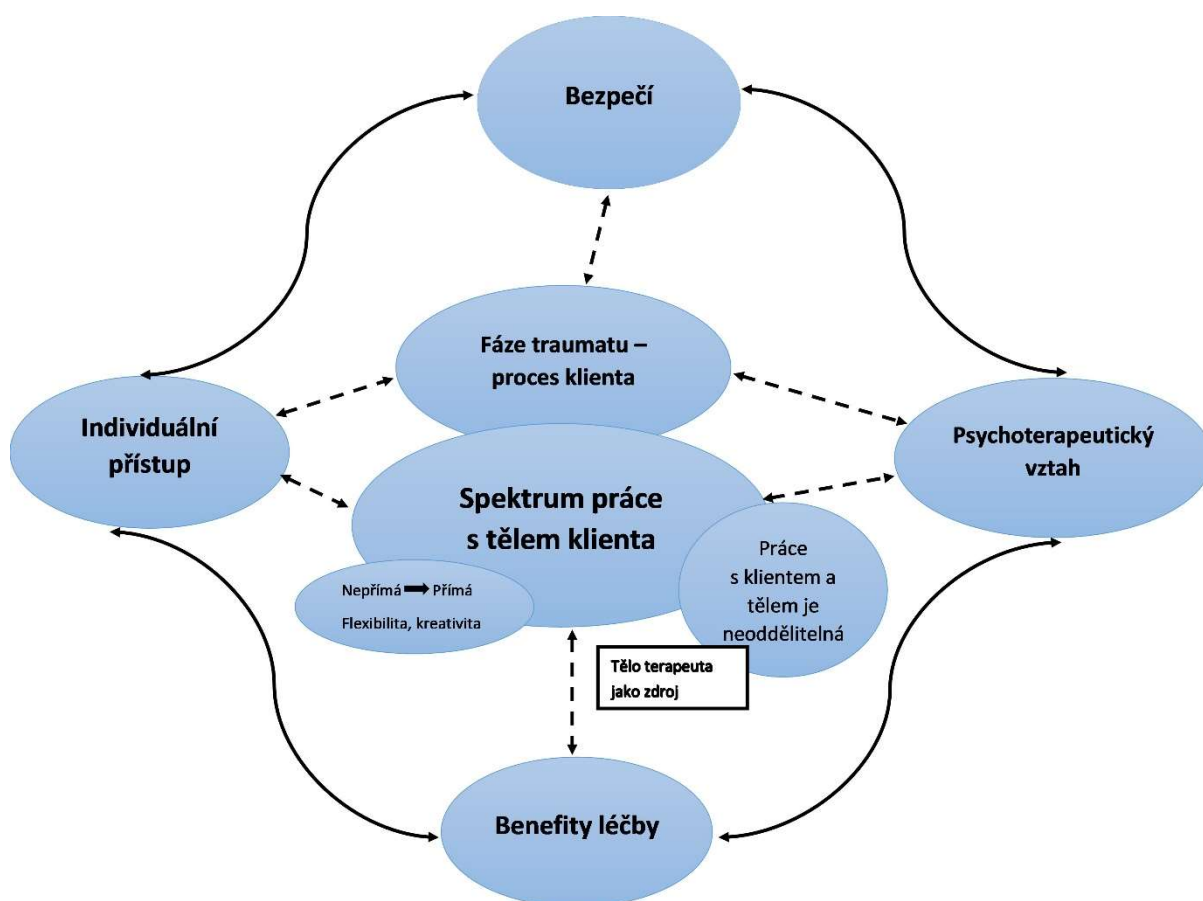 Bezpečí
Fáze traumatu –
proces klienta
Individuální
přístup
Psychoterapeutický
vztah
Spektrum práce
s tělem klienta
Práce
s klientem a
tělem je
neoddělitelná
Nepřímá ➡ Přímá
Flexibilita, kreativita
Tělo terapeuta
jako zdroj
Benefity léčby